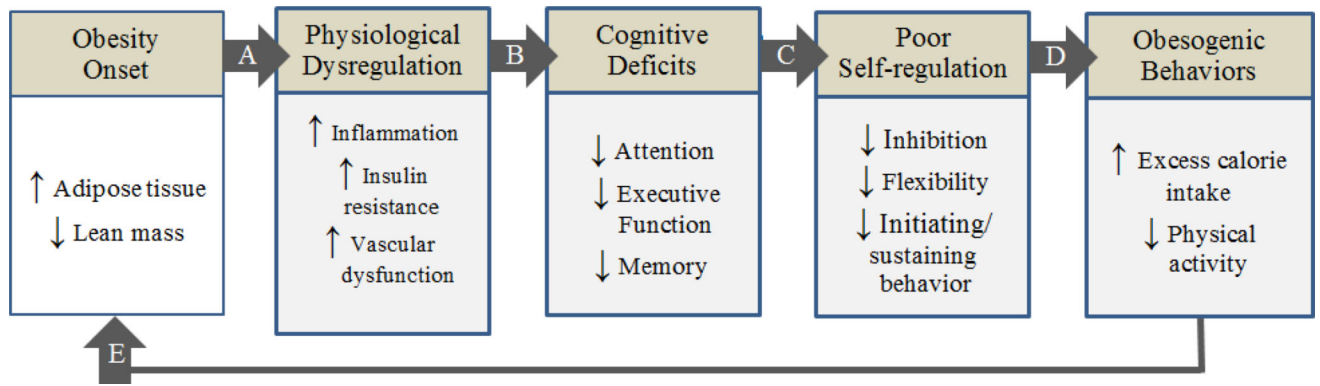 Obesity
Onset
↑ Adipose tissue
↓ Lean mass
A
Physiological
Dysregulation
↑ Inflammation
↑ Insulin
resistance
↑ Vascular
dysfunction
B
Cognitive
Deficits
↓ Attention
↓ Executive
Function
↓ Memory
C
Poor
Self-regulation
↓ Inhibition
↓ Flexibility
↓ Initiating/
sustaining
behavior
D
Obesogenic
Behaviors
↑ Excess calorie
intake
↓ Physical
activity
E